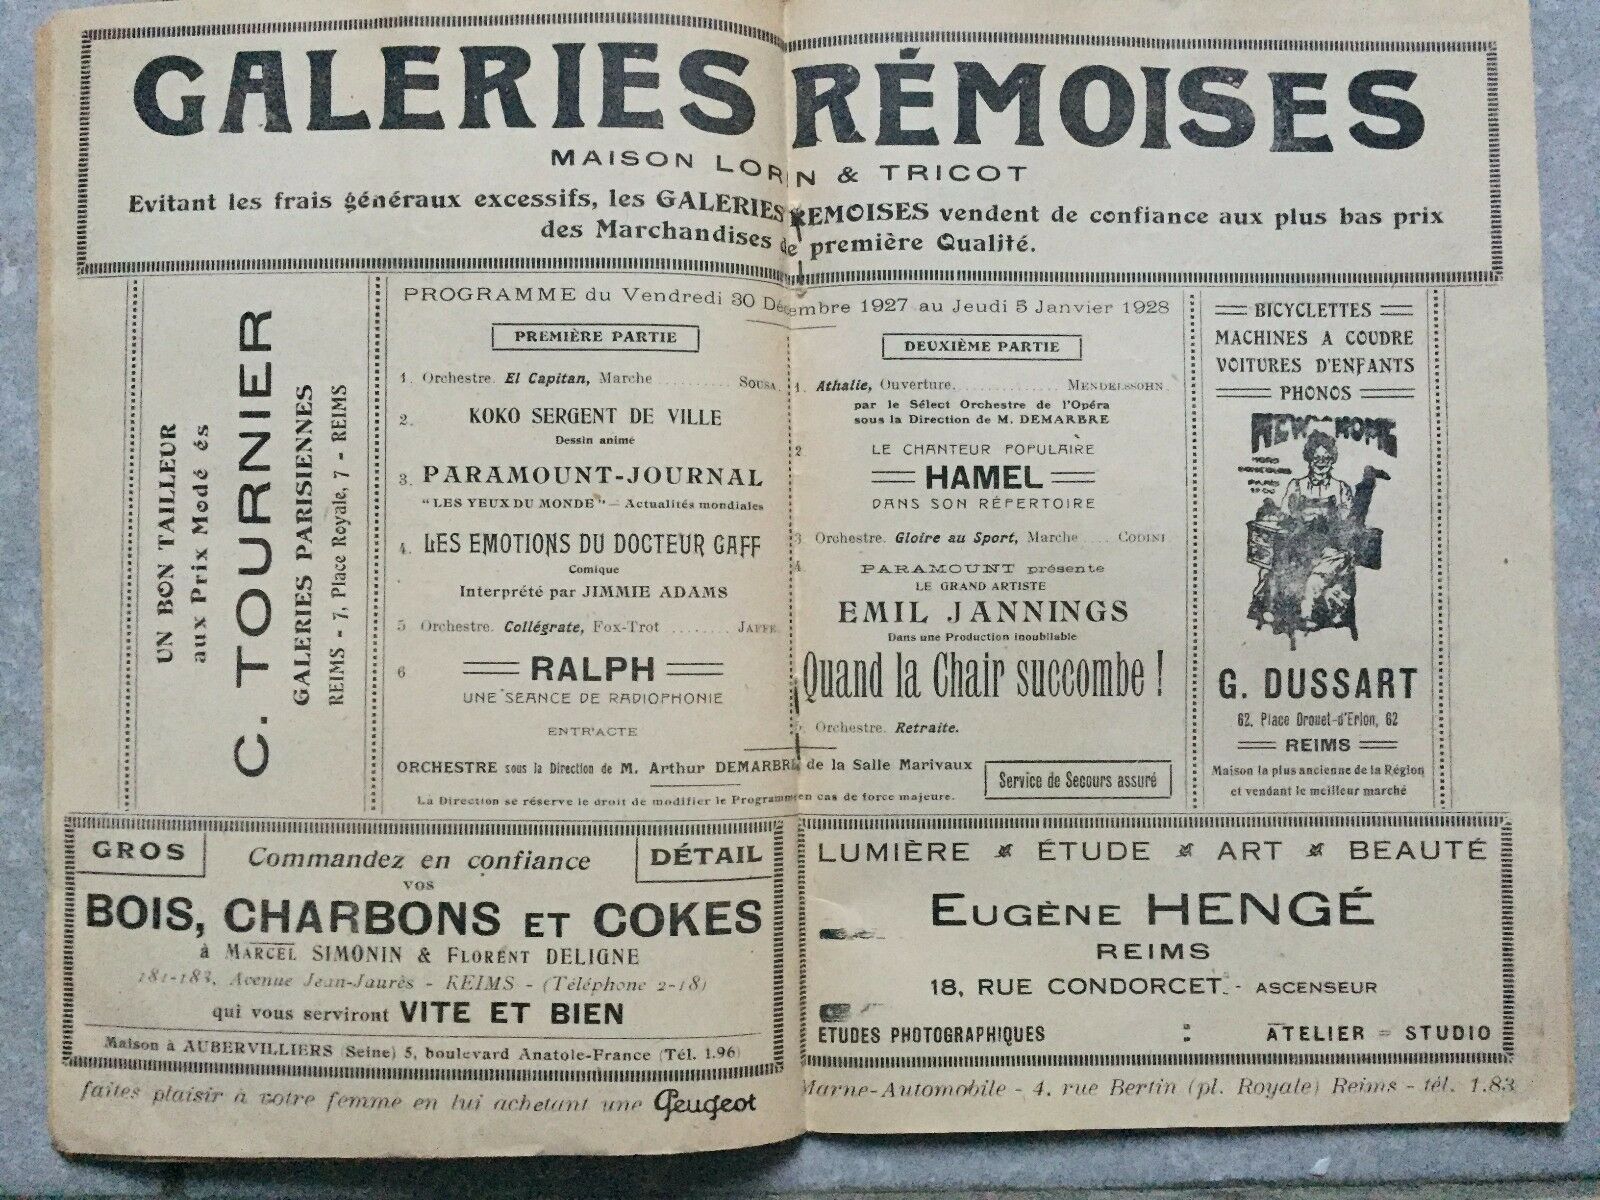 GALERIES RÉMOISES
MAISON LORIN & TRICOT
Evitant les frais généraux excessifs, les GALERIES REMOISES vendent de confiance aux plus bas prix
des Marchandises de première Qualité.
UN BON TAILLEUR
aux Prix Modé és
C. TOURNIER
GALERIES PARISIENNES
REIMS - 7, Place Royale, 7 - REIMS
PROGRAMME du Vendredi 30 Décembre 1927 au Jeudi 5 Janvier 1928
PREMIÈRE PARTIE
1. Orchestre. El Capitan, Marche ......... SOUSA.
2. KOKO SERGENT DE VILLE
Dessin animé
3. PARAMOUNT-JOURNAL
"LES YEUX DU MONDE" — Actualités mondiales
4. LES EMOTIONS DU DOCTEUR GAFF
Comique
Interprété par JIMMIE ADAMS
5 Orchestre. Collégrate, Fox-Trot ........ JAFFE.
6 RALPH
UNE SÉANCE DE RADIOPHONIE
ENTR'ACTE
DEUXIÈME PARTIE
1. Athalie, Ouverture. ............ MENDELSSOHN.
par le Sélect Orchestre de l'Opéra
sous la Direction de M. DEMARBRE
2 LE CHANTEUR POPULAIRE
HAMEL
DANS SON RÉPERTOIRE
3 Orchestre. Gloire au Sport, Marche .... CODINI
4 PARAMOUNT présente
LE GRAND ARTISTE
EMIL JANNINGS
Dans une Production inoubliable
Quand la Chair succombe !
5. Orchestre. Retraite.
ORCHESTRE sous la Direction de M. Arthur DEMARBRE de la Salle Marivaux
Service de Secours assuré
La Direction se réserve le droit de modifier le Programme en cas de force majeure.
BICYCLETTES
MACHINES A COUDRE
VOITURES D'ENFANTS
PHONOS
NEW HOME
G. DUSSART
62, Place Drouet-d'Erlon, 62
REIMS
Maison la plus ancienne de la Région
et vendant le meilleur marché
GROS
Commandez en confiance
DÉTAIL
vos
BOIS, CHARBONS ET COKES
à MARCEL SIMONIN & FLORENT DELIGNE
181-183, Avenue Jean-Jaurès - REIMS - (Téléphone 2-18)
qui vous serviront VITE ET BIEN
Maison à AUBERVILLIERS (Seine) 5, boulevard Anatole-France (Tél. 1.96)
LUMIÈRE ÉTUDE ART BEAUTÉ
EUGÈNE HENGÉ
REIMS
18, RUE CONDORCET. - ASCENSEUR
ETUDES PHOTOGRAPHIQUES : ATELIER = STUDIO
faites plaisir à votre femme en lui achetant une Peugeot
Marne-Automobile - 4, rue Bertin (pl. Royale) Reims - tél. 1.83